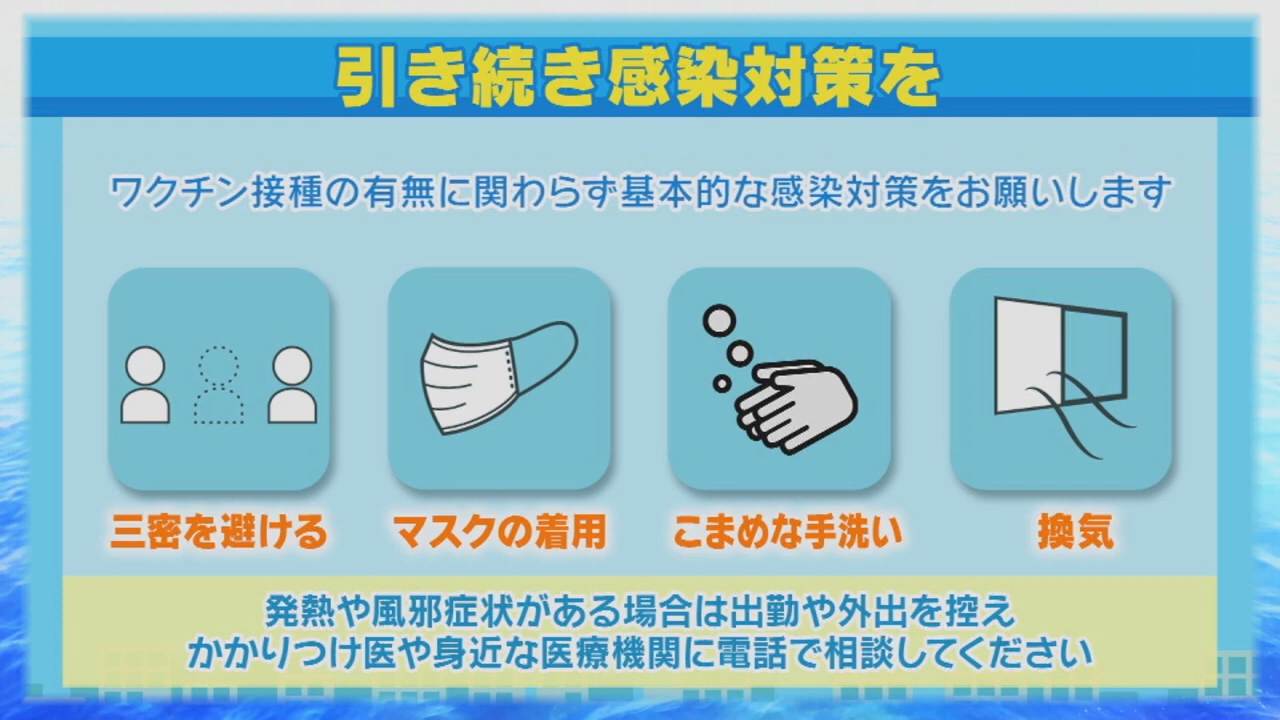 引き続き感染対策を
ワクチン接種の有無に関わらず基本的な感染対策をお願いします
三密を避ける
マスクの着用
こまめな手洗い
換気
発熱や風邪症状がある場合は出勤や外出を控え
かかりつけ医や身近な医療機関に電話で相談してください